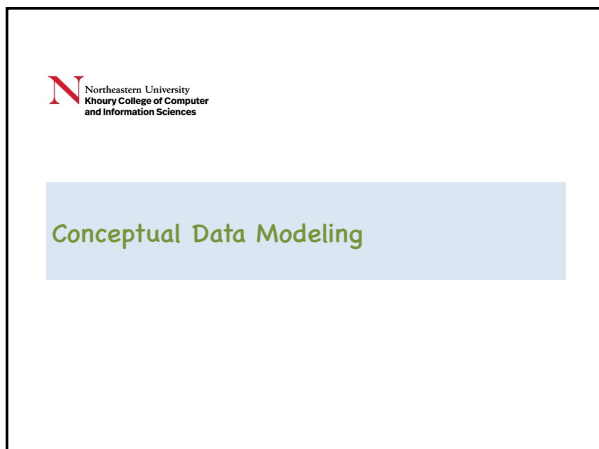 Northeastern University
Khoury College of Computer
and Information Sciences
Conceptual Data Modeling